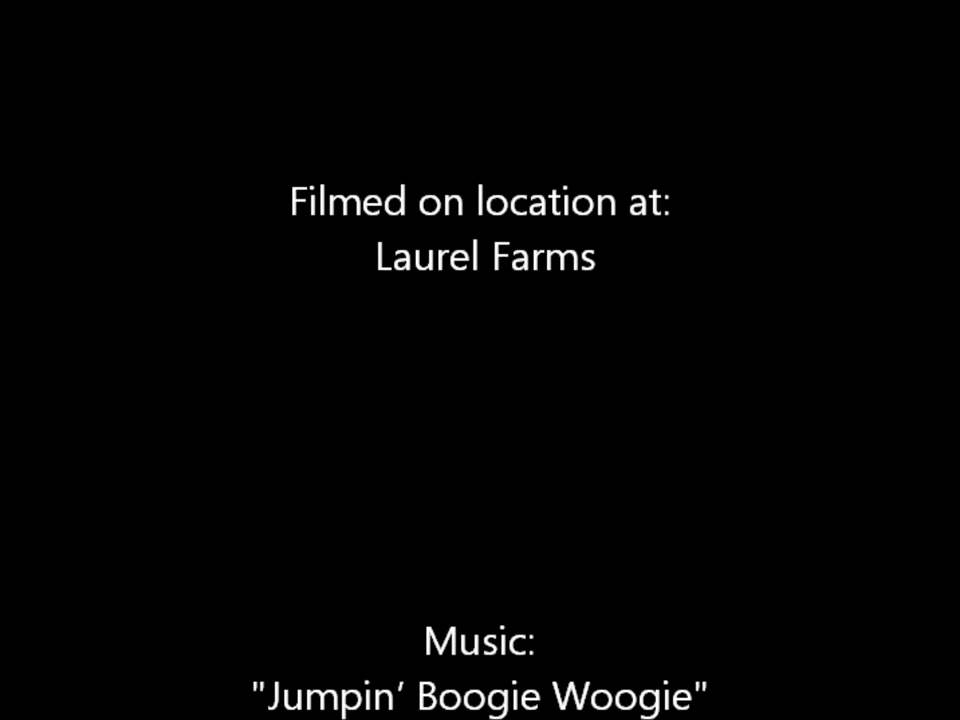 Filmed on location at:
Laurel Farms
Music:
"Jumpin’ Boogie Woogie"